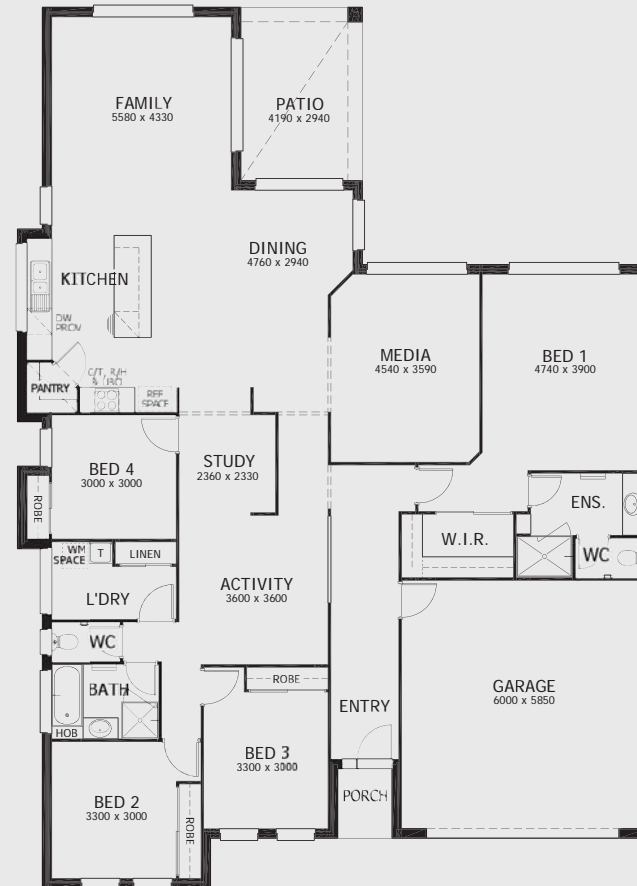 FAMILY
5580 x 4330
PATIO
4190 x 2940
DINING
4760 x 2940
KITCHEN
DW
PROV
MEDIA
4540 x 3590
BED 1
4740 x 3900
PANTRY
REF
SPACE
BED 4
3000 x 3000
STUDY
2360 x 2330
ROBE
ENS.
W.I.R.
WC
WM
SPACE
T
LINEN
L'DRY
ACTIVITY
3600 x 3600
WC
BATH
HOB
ROBE
ENTRY
GARAGE
6000 x 5850
BED 3
3300 x 3000
PORCH
BED 2
3300 x 3000
ROBE